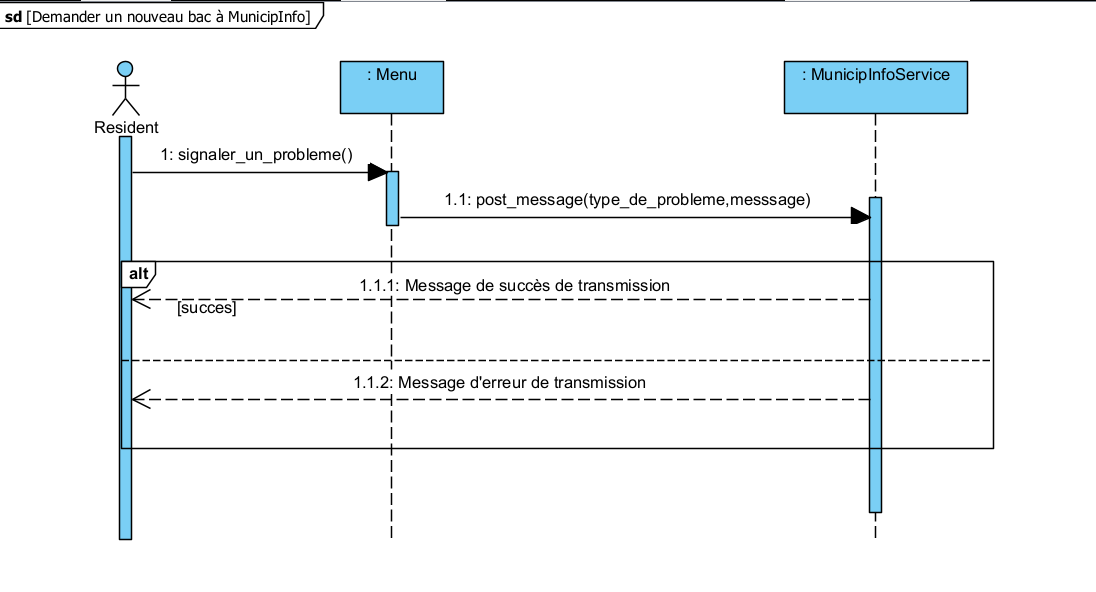 sd [Demander un nouveau bac à MunicipInfo]
: Menu
: MunicipInfoService
Resident
1: signaler_un_probleme()
1.1: post_message(type_de_probleme,messsage)
alt
1.1.1: Message de succès de transmission
[succes]
1.1.2: Message d'erreur de transmission